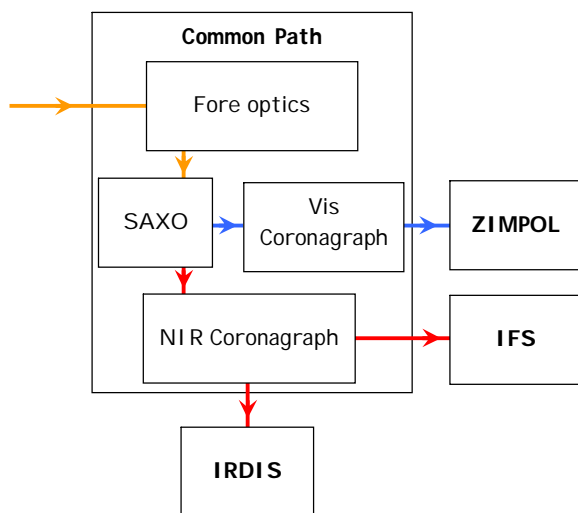 Common Path
Fore optics
SAXO
Vis
Coronagraph
ZIMPOL
NIR Coronagraph
IFS
IRDIS